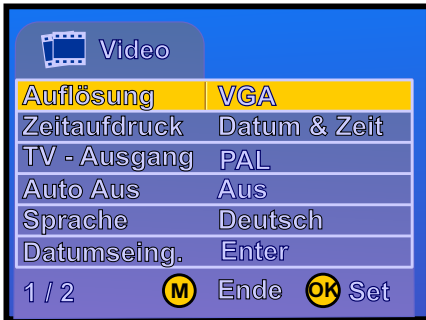 Video
Auflösung VGA
Zeitaufdruck Datum & Zeit
TV - Ausgang PAL
Auto Aus Aus
Sprache Deutsch
Datumseing. Enter
1 / 2 M Ende OK Set